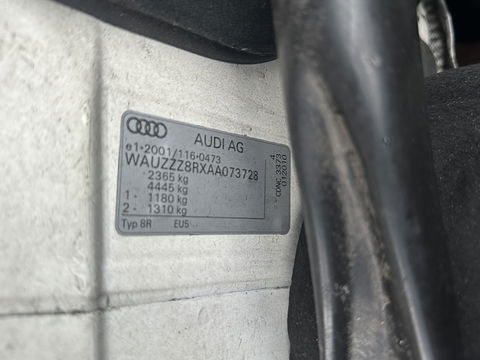 AUDI AG
e1*2001/116*0473
WAUZZZ8RXAA073728
2365 kg
4445 kg
1- 1180 kg
2- 1310 kg
Typ 8R EU5